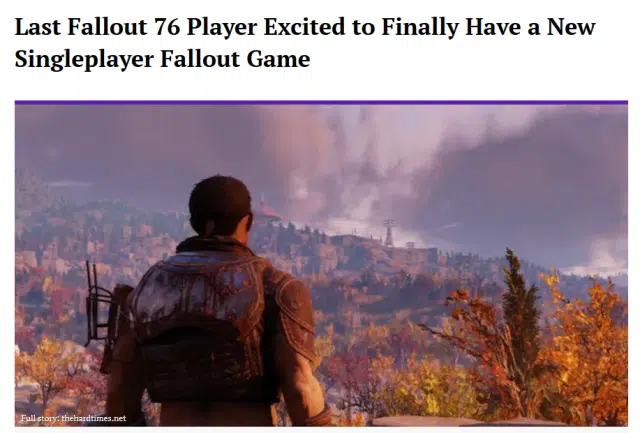 Last Fallout 76 Player Excited to Finally Have a New
Singleplayer Fallout Game
Full story: thehardtimes.net